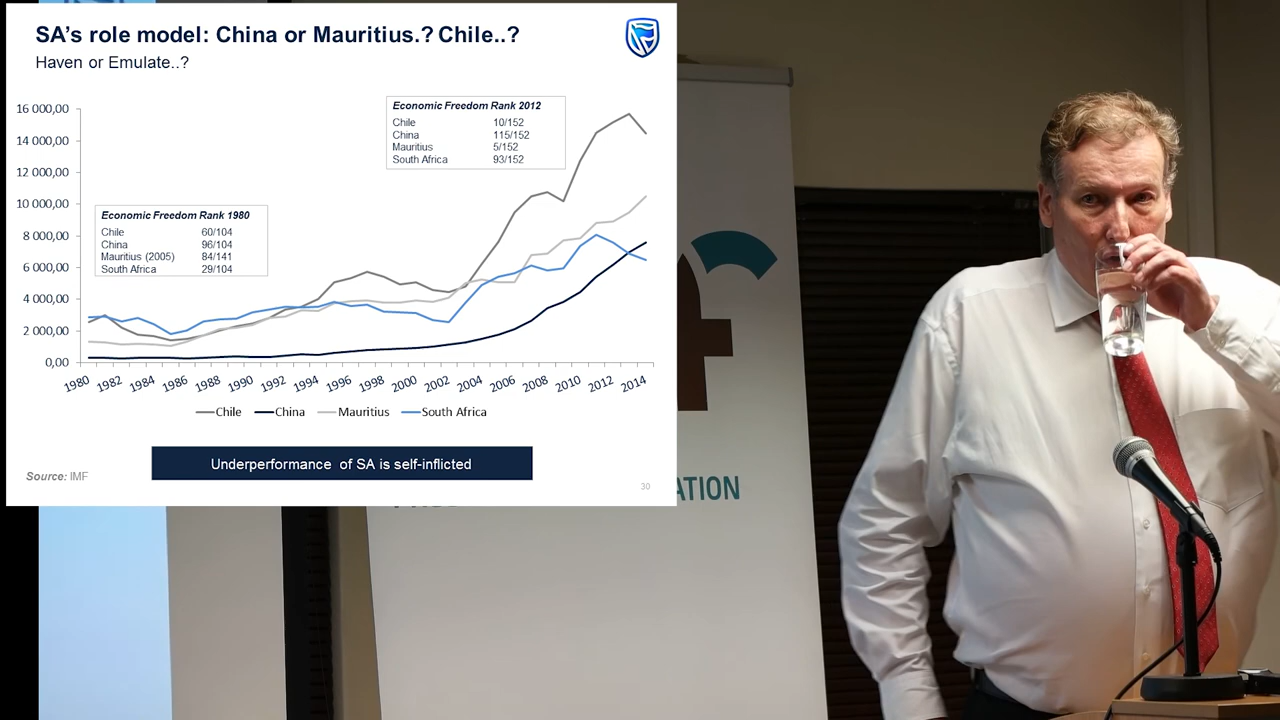 SA's role model: China or Mauritius.? Chile..?
Haven or Emulate..?
16 000,00
14 000,00
12 000,00
10 000,00
8 000,00
6 000,00
4 000,00
2 000,00
0,00
Economic Freedom Rank 2012
Chile 10/152
China 115/152
Mauritius 5/152
South Africa 93/152
Economic Freedom Rank 1980
Chile 60/104
China 96/104
Mauritius (2005) 84/141
South Africa 29/104
1980 1982 1984 1986 1988 1990 1992 1994 1996 1998 2000 2002 2004 2006 2008 2010 2012 2014
Chile China Mauritius South Africa
Underperformance of SA is self-inflicted
Source: IMF
30
ATION